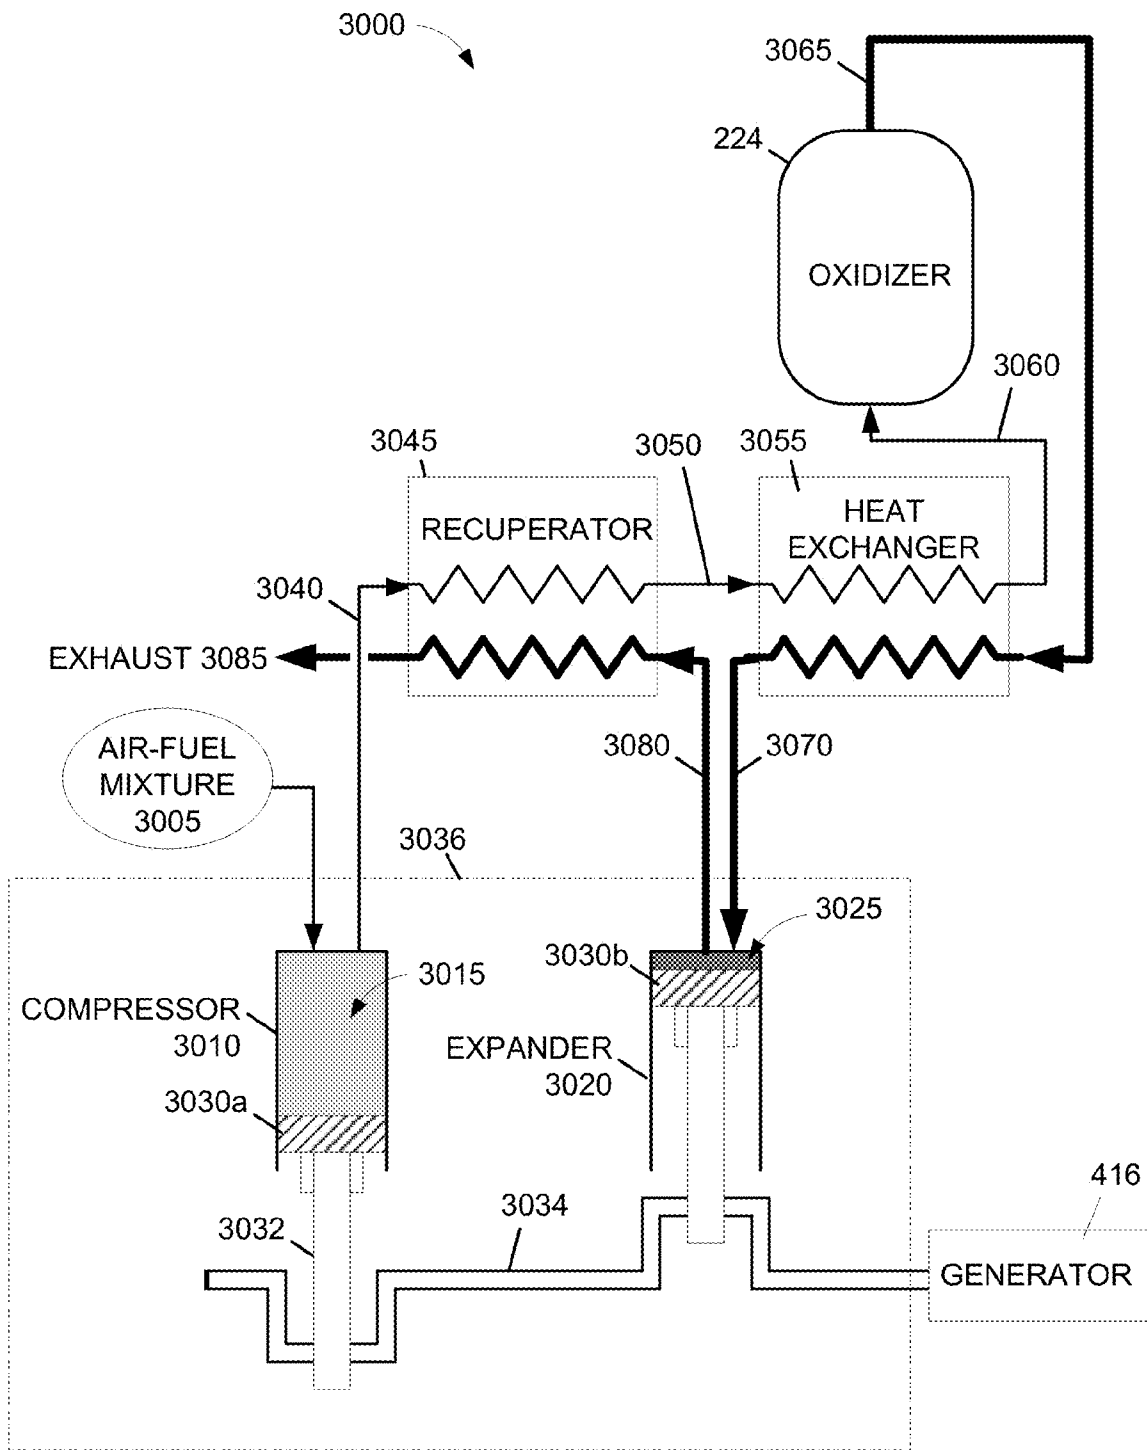 3000
3065
224
OXIDIZER
3060
3045
3050
3055
RECUPERATOR
HEAT
EXCHANGER
3040
EXHAUST 3085
AIR-FUEL
MIXTURE
3005
3080
3070
3036
3025
3030b
3015
COMPRESSOR
3010
EXPANDER
3020
3030a
416
3034
3032
GENERATOR